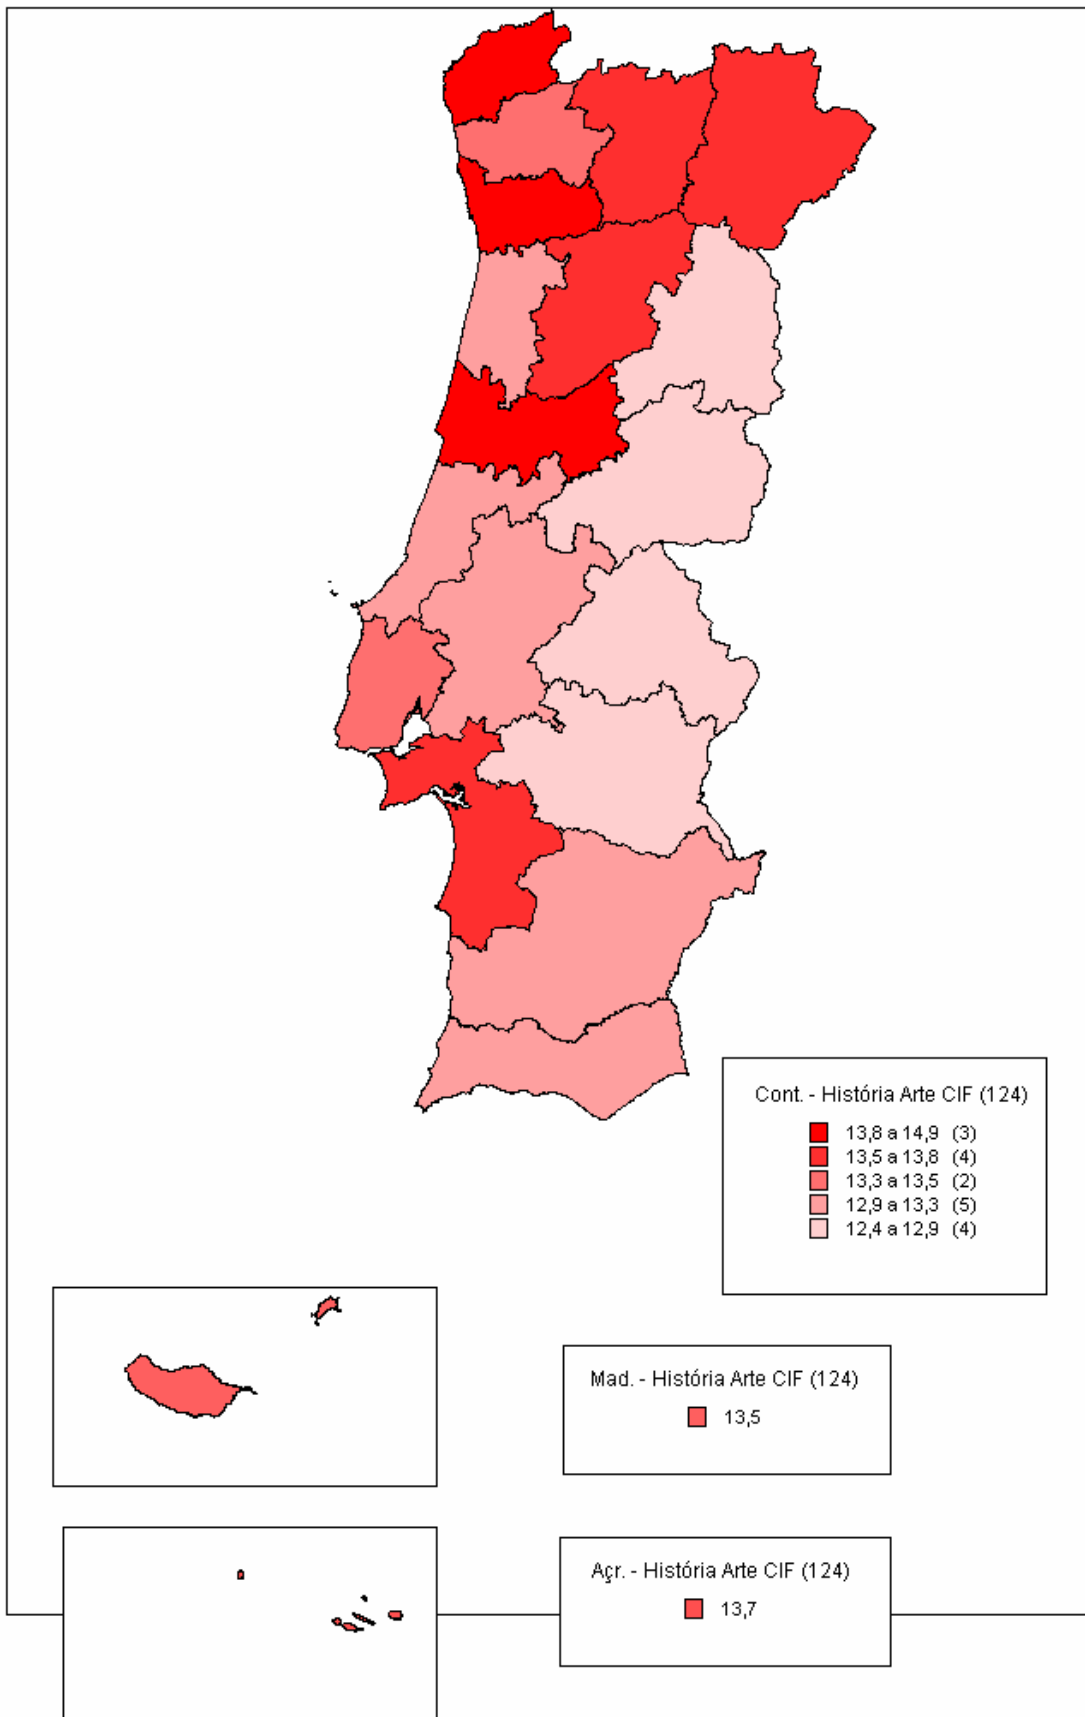 Cont. - História Arte CIF (124)
13,8 a 14,9 (3)
13,5 a 13,8 (4)
13,3 a 13,5 (2)
12,9 a 13,3 (5)
12,4 a 12,9 (4)
Mad. - História Arte CIF (124)
13,5
Açr. - História Arte CIF (124)
13,7